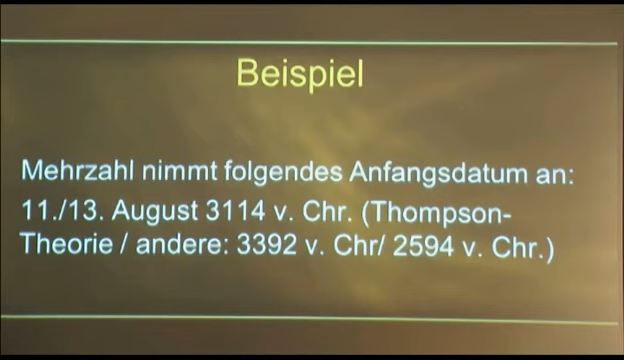 Beispiel
Mehrzahl nimmt folgendes Anfangsdatum an:
11./13. August 3114 v. Chr. (Thompson-
Theorie / andere: 3392 v. Chr/ 2594 v. Chr.)